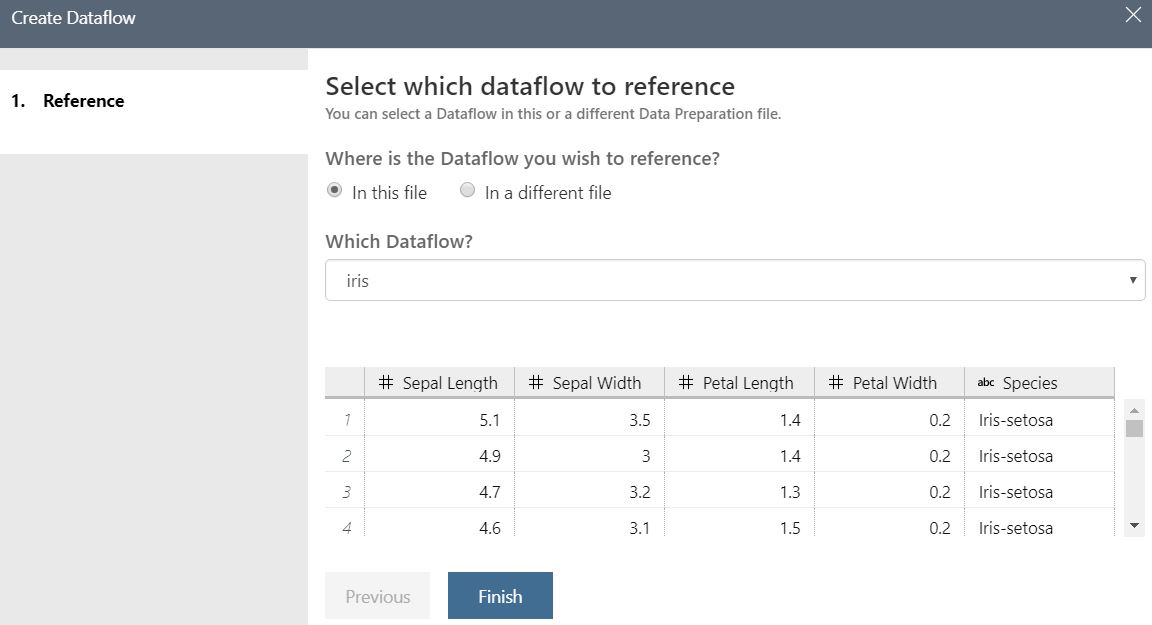 Create Dataflow
1. Reference
Select which dataflow to reference
You can select a Dataflow in this or a different Data Preparation file.
Where is the Dataflow you wish to reference?
In this file In a different file
Which Dataflow?
iris
# Sepal Length # Sepal Width # Petal Length # Petal Width abc Species
1 5.1 3.5 1.4 0.2 Iris-setosa
2 4.9 3 1.4 0.2 Iris-setosa
3 4.7 3.2 1.3 0.2 Iris-setosa
4 4.6 3.1 1.5 0.2 Iris-setosa
Previous Finish